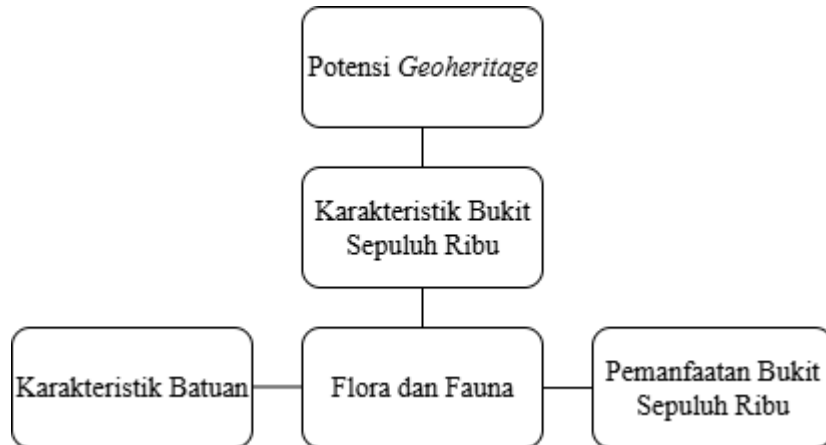 Potensi Geoheritage
Karakteristik Bukit
Sepuluh Ribu
Karakteristik Batuan
Flora dan Fauna
Pemanfaatan Bukit
Sepuluh Ribu